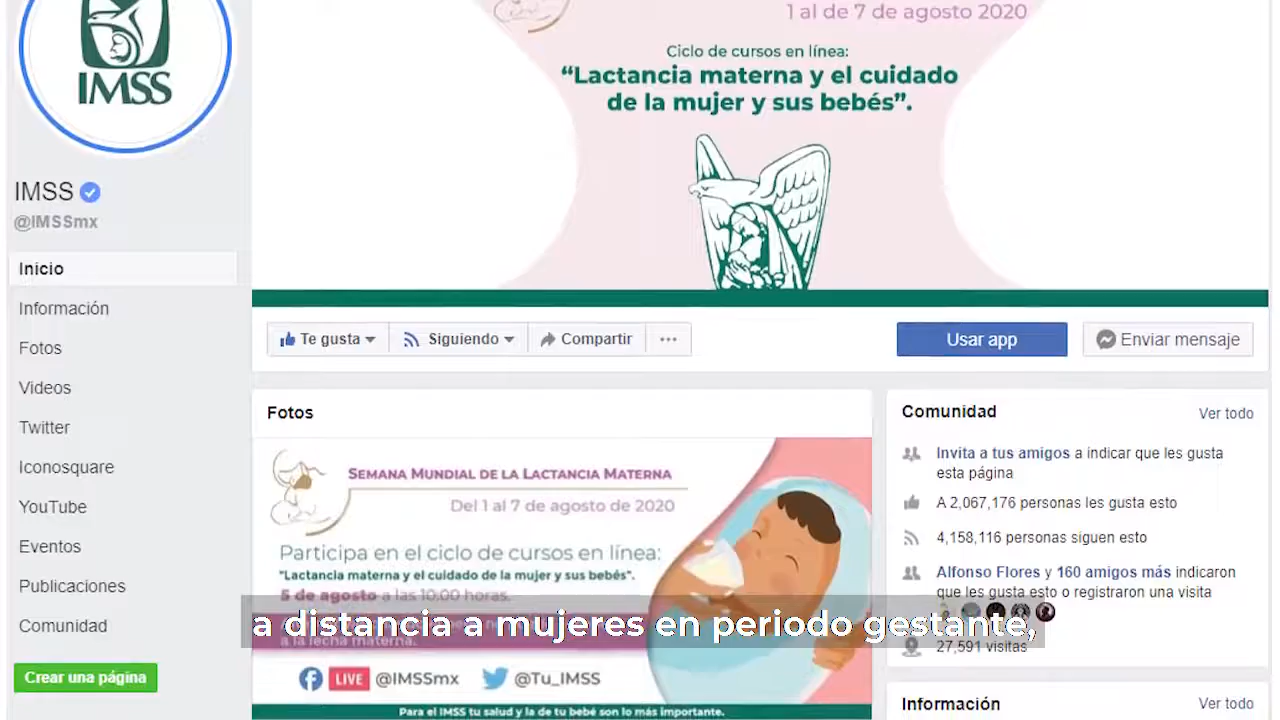 IMSS
IMSS
@IMSSmx
Inicio
Información
Fotos
Videos
Twitter
Iconosquare
YouTube
Eventos
Publicaciones
Comunidad
Crear una página
1 al de 7 de agosto 2020
Ciclo de cursos en línea:
“Lactancia materna y el cuidado
de la mujer y sus bebés”.
Te gusta
Siguiendo
Compartir
...
Usar app
Enviar mensaje
Fotos
SEMANA MUNDIAL DE LA LACTANCIA MATERNA
Del 1 al 7 de agosto de 2020
Participa en el ciclo de cursos en línea:
"Lactancia materna y el cuidado de la mujer y sus bebés".
5 de agosto a las 10:00 horas.
a la leche materna.
LIVE @IMSSmx
@Tu_IMSS
Para el IMSS tu salud y la de tu bebé son lo más importante.
Comunidad
Ver todo
Invita a tus amigos a indicar que les gusta
esta página
A 2,067,176 personas les gusta esto
4,158,116 personas siguen esto
Alfonso Flores y 160 amigos más indicaron
que les gusta esto o registraron una visita
27,591 visitas
Información
Ver todo
a distancia a mujeres en periodo gestante,